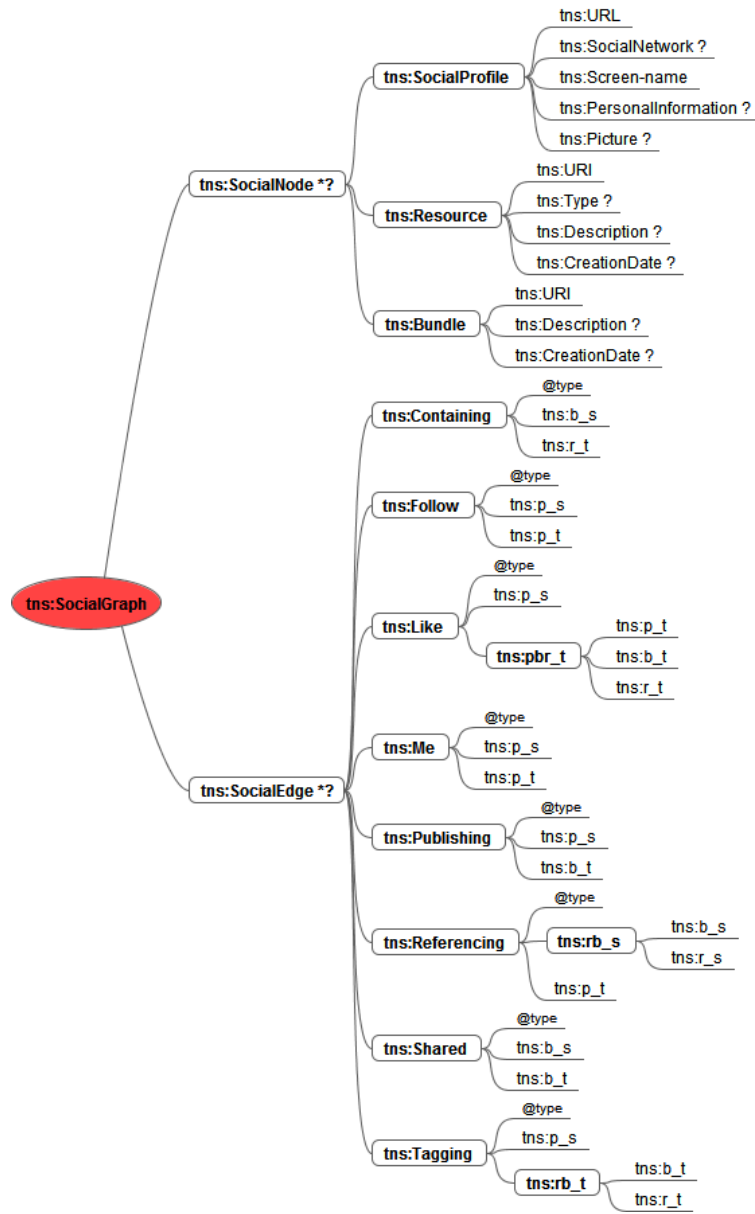 tns:SocialGraph
tns:SocialNode *?
tns:SocialProfile
tns:URL
tns:SocialNetwork ?
tns:Screen-name
tns:PersonalInformation ?
tns:Picture ?
tns:Resource
tns:URI
tns:Type ?
tns:Description ?
tns:CreationDate ?
tns:Bundle
tns:URI
tns:Description ?
tns:CreationDate ?
tns:SocialEdge *?
tns:Containing
@type
tns:b_s
tns:r_t
tns:Follow
@type
tns:p_s
tns:p_t
tns:Like
@type
tns:p_s
tns:pbr_t
tns:p_t
tns:b_t
tns:r_t
tns:Me
@type
tns:p_s
tns:p_t
tns:Publishing
@type
tns:p_s
tns:b_t
tns:Referencing
@type
tns:rb_s
tns:b_s
tns:r_s
tns:p_t
tns:Shared
@type
tns:b_s
tns:b_t
tns:Tagging
@type
tns:p_s
tns:rb_t
tns:b_t
tns:r_t